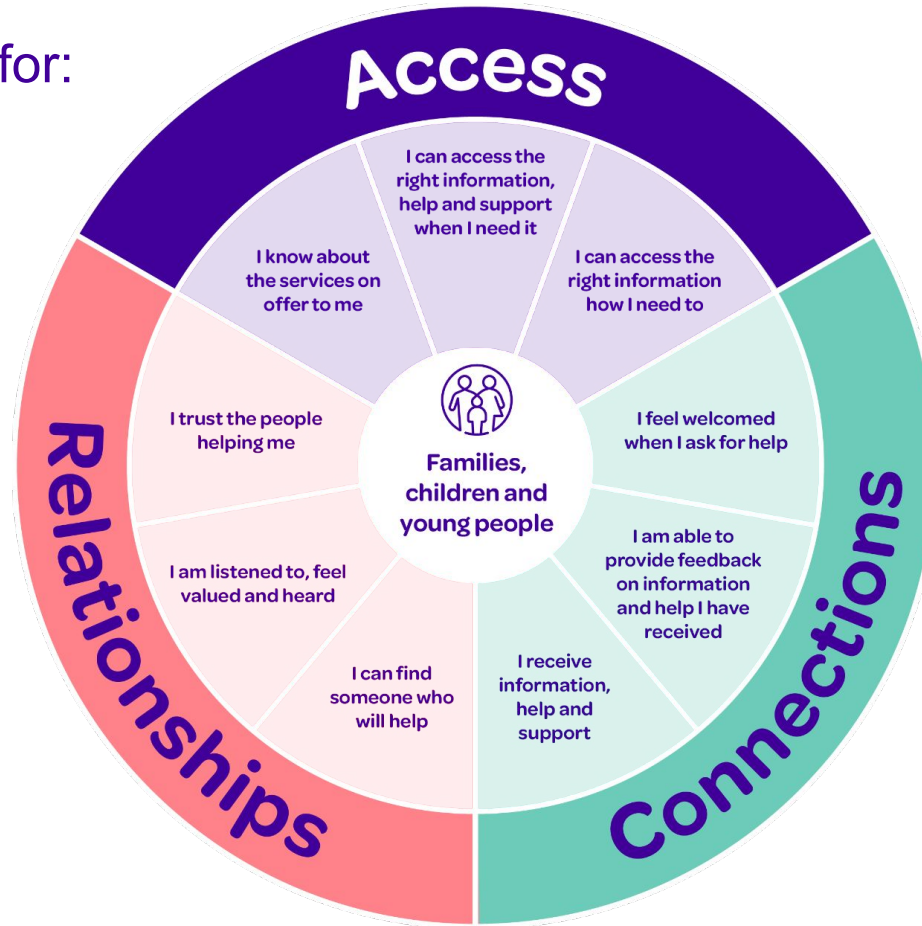 for:
Access
I can access the
right information,
help and support
when I need it
I know about
the services on
offer to me
I can access the
right information
how I need to
I trust the people
helping me
I feel welcomed
when I ask for help
Families,
children and
young people
I am listened to, feel
valued and heard
I am able to
provide feedback
on information
and help I have
received
I can find
someone who
will help
I receive
information,
help and
support
Relationships
Connections